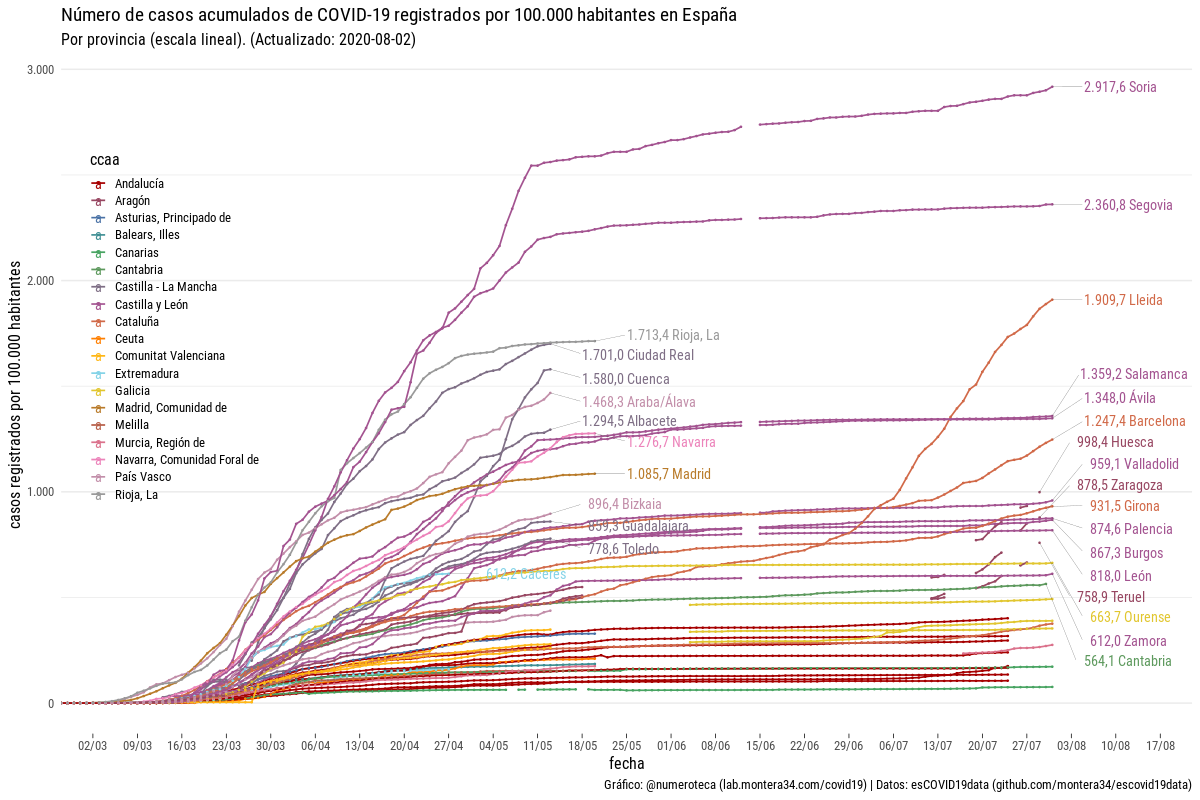 Número de casos acumulados de COVID-19 registrados por 100.000 habitantes en España
Por provincia (escala lineal). (Actualizado: 2020-08-02)
casos registrados por 100.000 habitantes
3.000
2.000
1.000
0
ccaa
Andalucía
Aragón
Asturias, Principado de
Balears, Illes
Canarias
Cantabria
Castilla - La Mancha
Castilla y León
Cataluña
Ceuta
Comunitat Valenciana
Extremadura
Galicia
Madrid, Comunidad de
Melilla
Murcia, Región de
Navarra, Comunidad Foral de
País Vasco
Rioja, La
2.917,6 Soria
2.360,8 Segovia
1.909,7 Lleida
1.713,4 Rioja, La
1.701,0 Ciudad Real
1.580,0 Cuenca
1.468,3 Araba/Álava
1.294,5 Albacete
1.276,7 Navarra
1.085,7 Madrid
896,4 Bizkaia
859,3 Guadalajara
778,6 Toledo
612,2 Cáceres
1.359,2 Salamanca
1.348,0 Ávila
1.247,4 Barcelona
998,4 Huesca
959,1 Valladolid
878,5 Zaragoza
931,5 Girona
874,6 Palencia
867,3 Burgos
818,0 León
758,9 Teruel
663,7 Ourense
612,0 Zamora
564,1 Cantabria
02/03 09/03 16/03 23/03 30/03 06/04 13/04 20/04 27/04 04/05 11/05 18/05 25/05 01/06 08/06 15/06 22/06 29/06 06/07 13/07 20/07 27/07 03/08 10/08 17/08
fecha
Gráfico: @numeroteca (lab.montera34.com/covid19) | Datos: esCOVID19data (github.com/montera34/escovid19data)